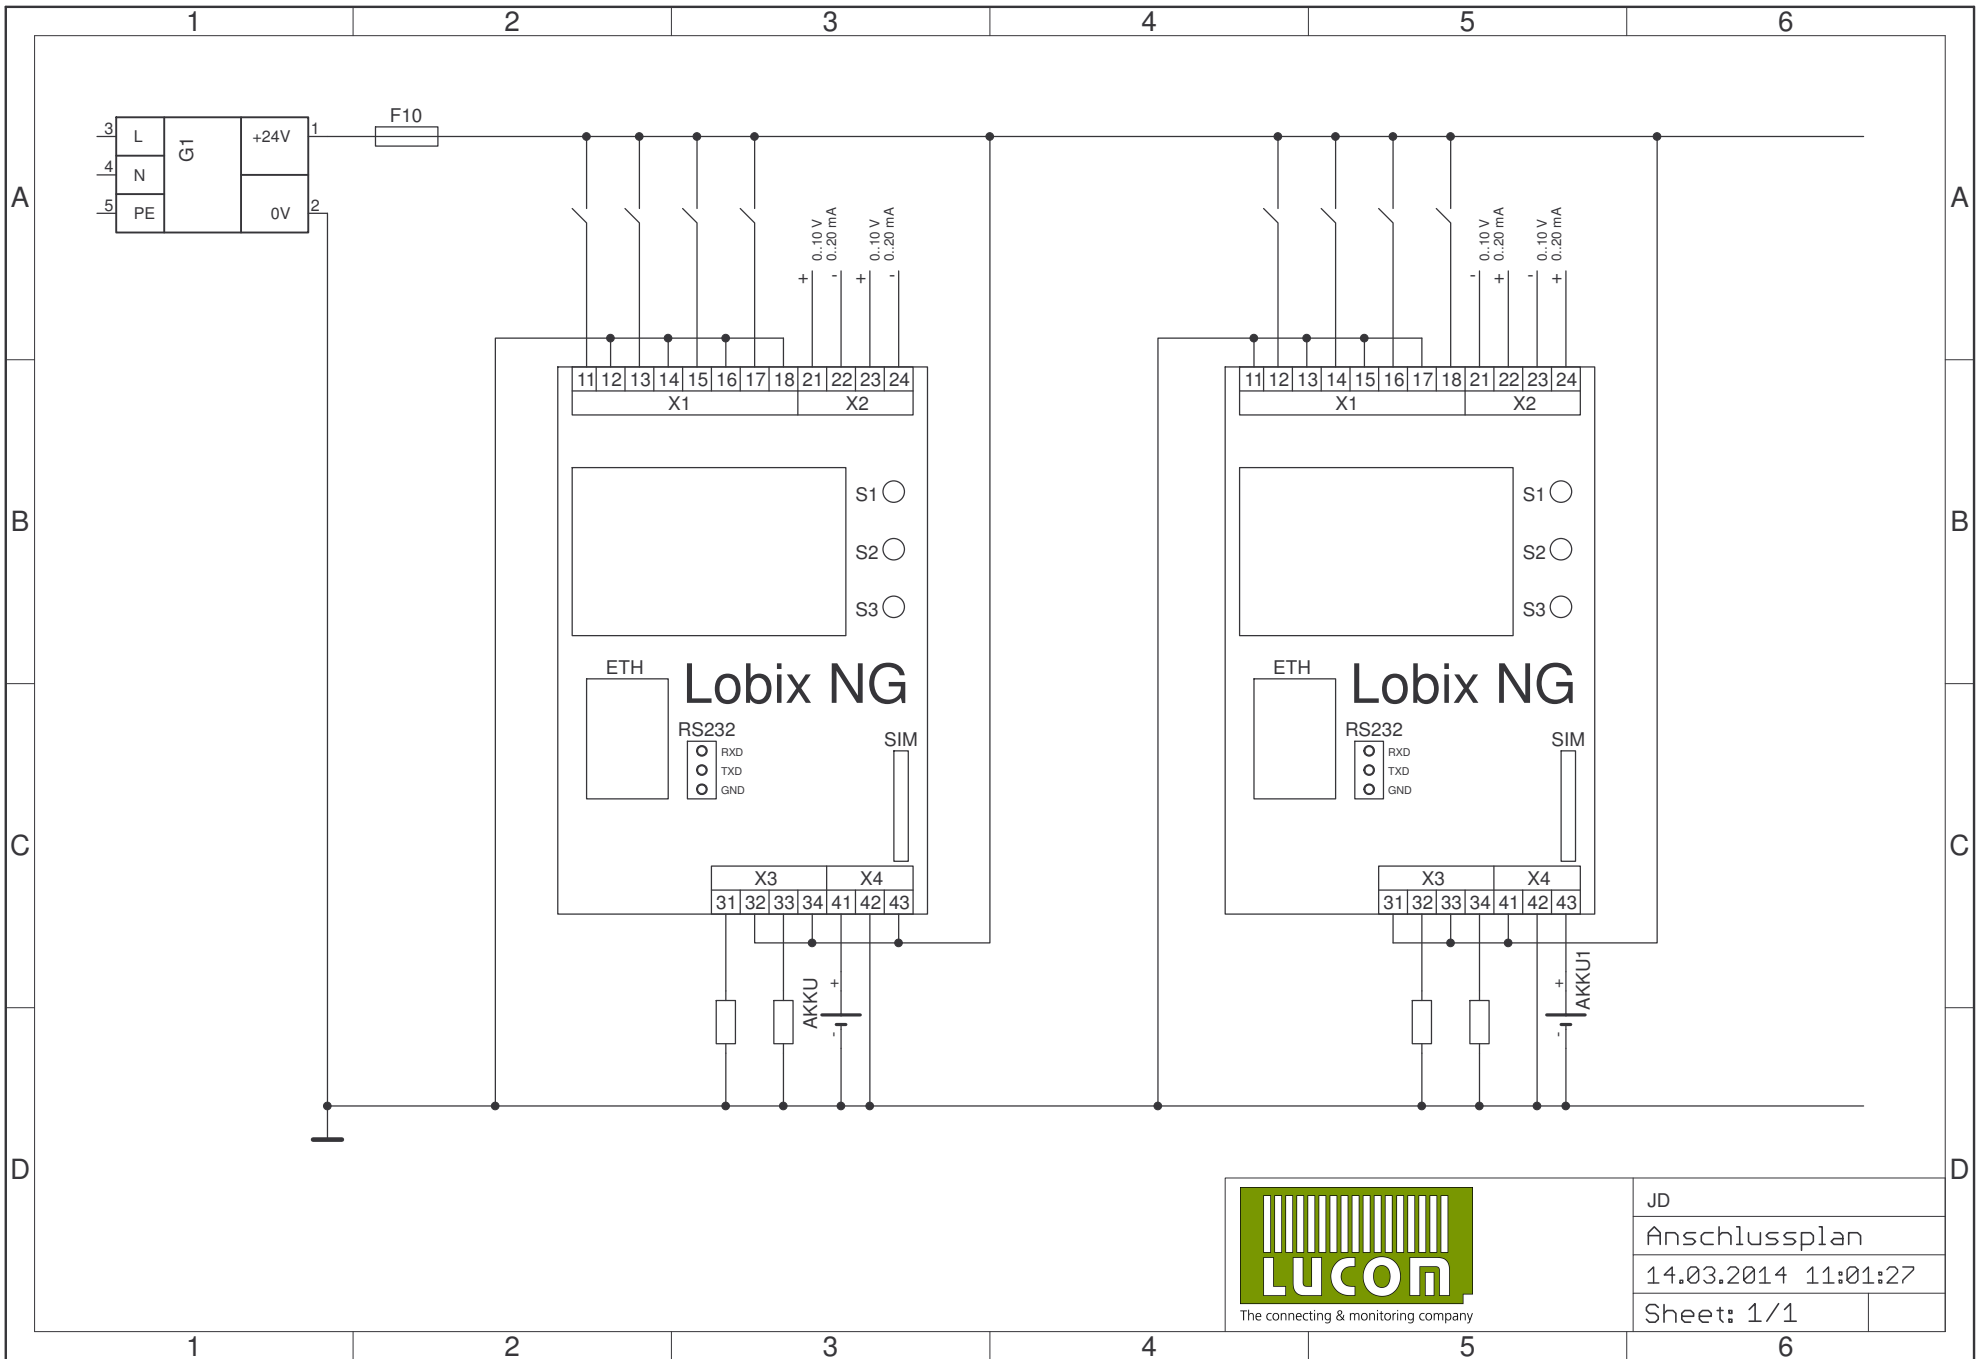 1 2 3 4 5 6
A A
B B
C C
D D
3 L
4 N
5 PE
G1
+24V 1
0V 2
F10
+ 0..10 V
- 0..20 mA
+ 0..10 V
- 0..20 mA
11 12 13 14 15 16 17 18 21 22 23 24
X1 X2
S1
S2
S3
ETH
Lobix NG
RS232
RXD
TXD
GND
SIM
X3 X4
31 32 33 34 41 42 43
AKKU
+
-
- 0..10 V
+ 0..20 mA
- 0..10 V
+ 0..20 mA
11 12 13 14 15 16 17 18 21 22 23 24
X1 X2
S1
S2
S3
ETH
Lobix NG
RS232
RXD
TXD
GND
SIM
X3 X4
31 32 33 34 41 42 43
AKKU1
+
-
LUCOM
The connecting & monitoring company
JD
Anschlussplan
14.03.2014 11:01:27
Sheet: 1/1
1 2 3 4 5 6